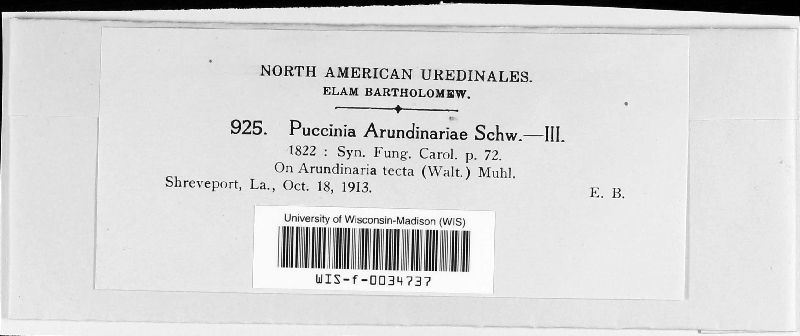 NORTH AMERICAN UREDINALES.
ELAM BARTHOLOMEW.
925. Puccinia Arundinariae Schw.—III.
1822 : Syn. Fung. Carol. p. 72.
On Arundinaria tecta (Walt.) Muhl.
Shreveport, La., Oct. 18, 1913. E. B.
University of Wisconsin-Madison (WIS)
WIS-f-0034737